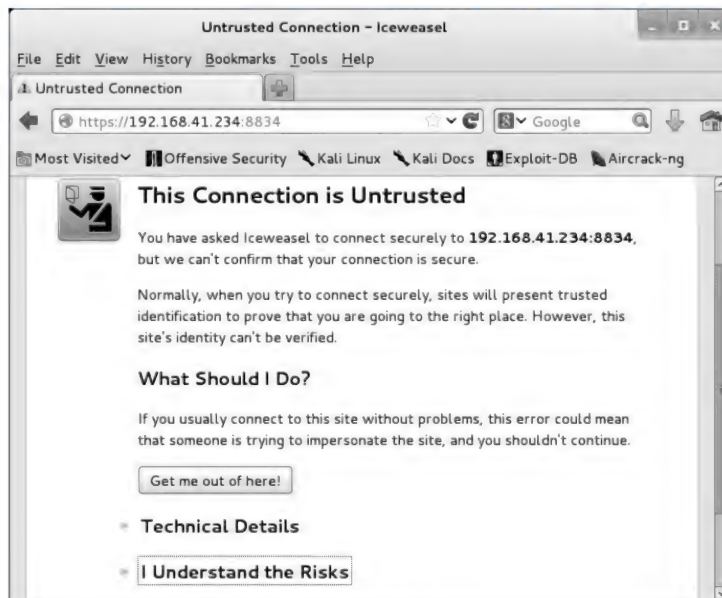 Untrusted Connection - Iceweasel
File Edit View History Bookmarks Tools Help
Untrusted Connection
https://192.168.41.234:8834
Google
Most Visited Offensive Security Kali Linux Kali Docs Exploit-DB Aircrack-ng
This Connection is Untrusted
You have asked Iceweasel to connect securely to 192.168.41.234:8834,
but we can't confirm that your connection is secure.
Normally, when you try to connect securely, sites will present trusted
identification to prove that you are going to the right place. However, this
site's identity can't be verified.
What Should I Do?
If you usually connect to this site without problems, this error could mean
that someone is trying to impersonate the site, and you shouldn't continue.
Get me out of here!
Technical Details
I Understand the Risks